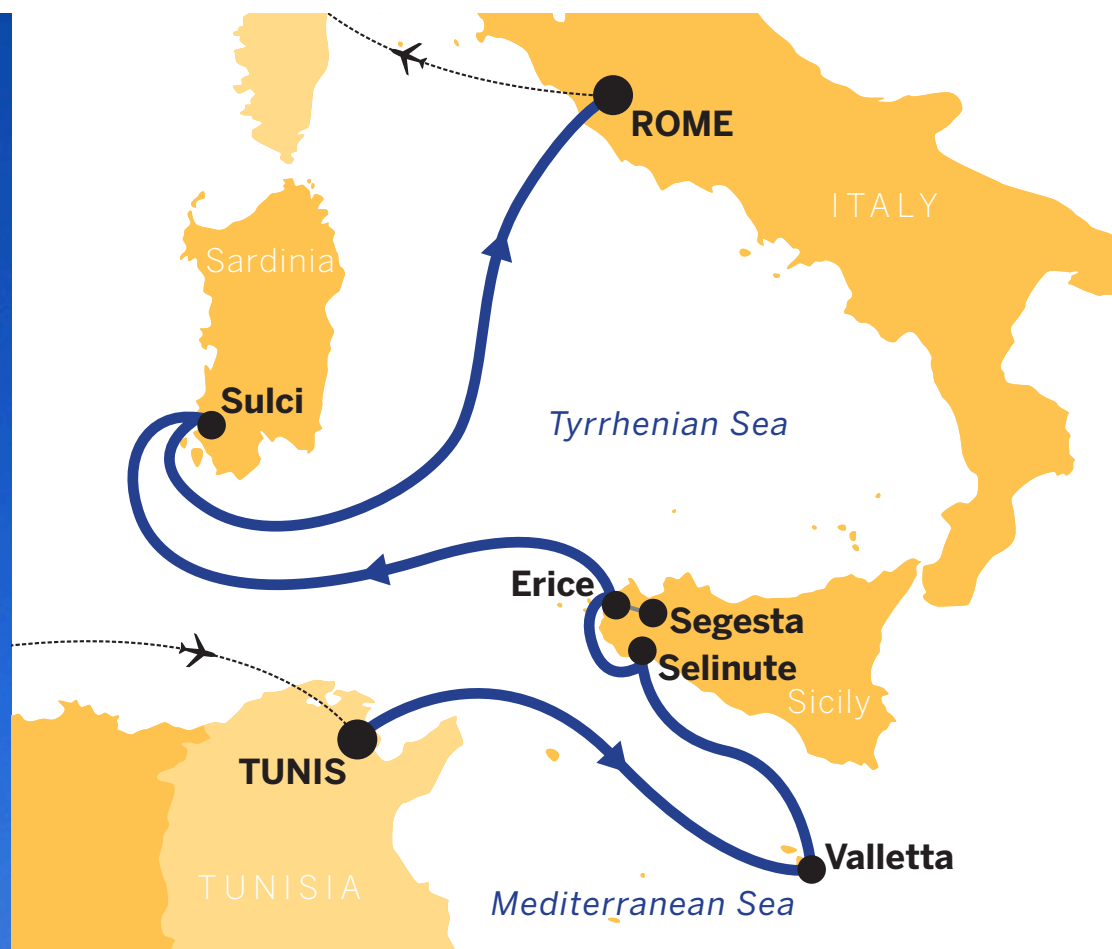 ROME
ITALY
Sardinia
Sulci
Tyrrhenian Sea
Erice
Segesta
Selinute
Sicily
TUNIS
Valletta
TUNISIA
Mediterranean Sea